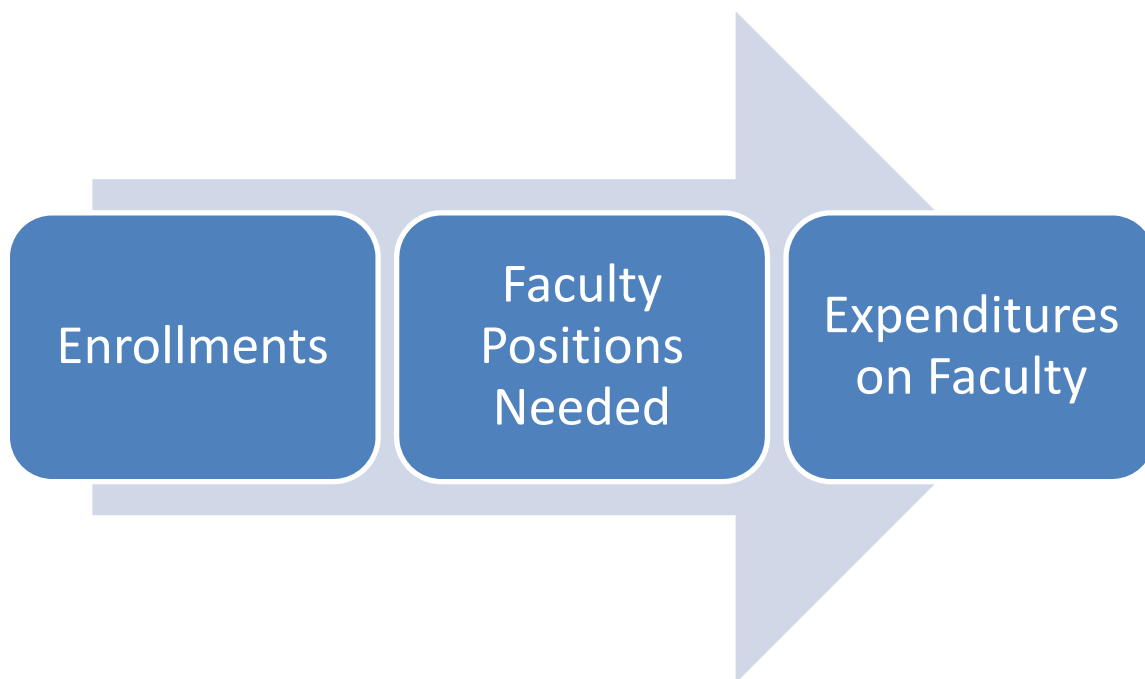 Enrollments
Faculty
Positions
Needed
Expenditures
on Faculty